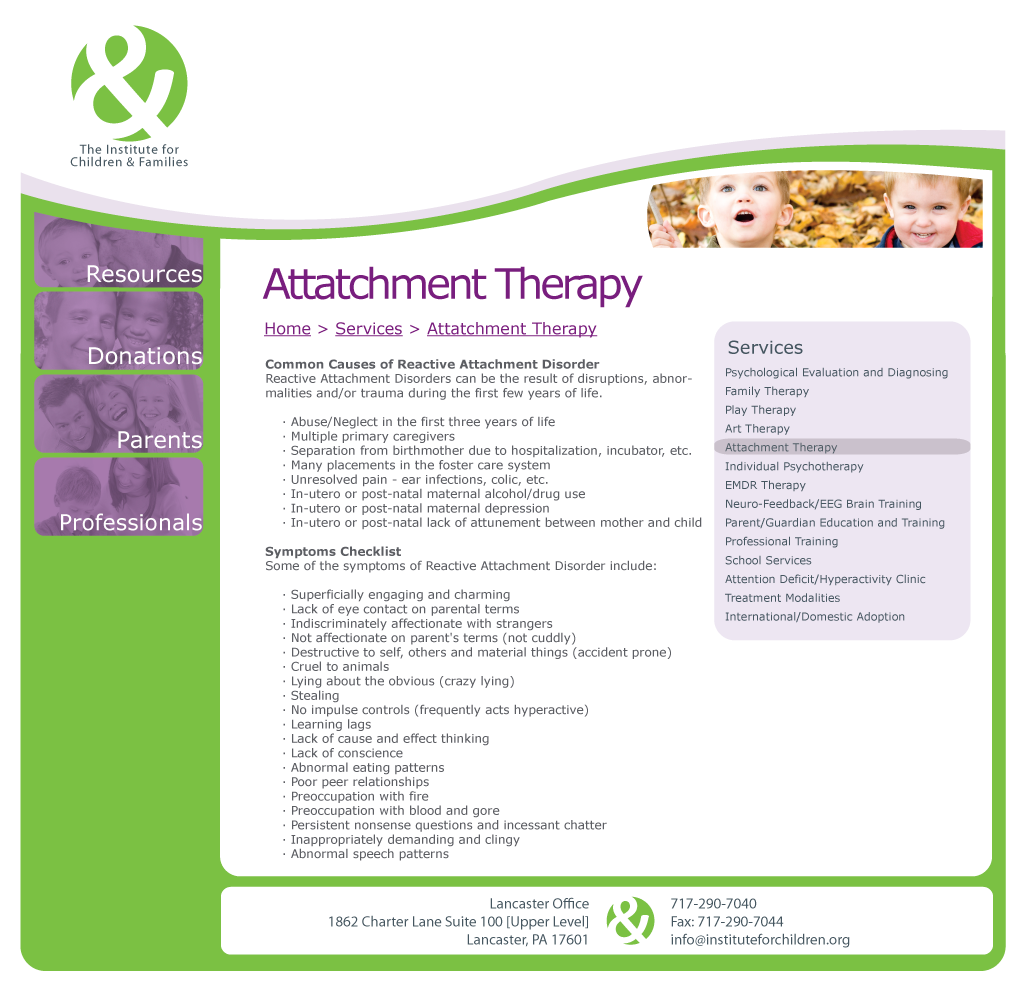 &
The Institute for
Children & Families
Resources
Donations
Parents
Professionals
Attatchment Therapy
Home > Services > Attatchment Therapy
Common Causes of Reactive Attachment Disorder
Reactive Attachment Disorders can be the result of disruptions, abnor-
malities and/or trauma during the first few years of life.
· Abuse/Neglect in the first three years of life
· Multiple primary caregivers
· Separation from birthmother due to hospitalization, incubator, etc.
· Many placements in the foster care system
· Unresolved pain - ear infections, colic, etc.
· In-utero or post-natal maternal alcohol/drug use
· In-utero or post-natal maternal depression
· In-utero or post-natal lack of attunement between mother and child
Symptoms Checklist
Some of the symptoms of Reactive Attachment Disorder include:
· Superficially engaging and charming
· Lack of eye contact on parental terms
· Indiscriminately affectionate with strangers
· Not affectionate on parent's terms (not cuddly)
· Destructive to self, others and material things (accident prone)
· Cruel to animals
· Lying about the obvious (crazy lying)
· Stealing
· No impulse controls (frequently acts hyperactive)
· Learning lags
· Lack of cause and effect thinking
· Lack of conscience
· Abnormal eating patterns
· Poor peer relationships
· Preoccupation with fire
· Preoccupation with blood and gore
· Persistent nonsense questions and incessant chatter
· Inappropriately demanding and clingy
· Abnormal speech patterns
Services
Psychological Evaluation and Diagnosing
Family Therapy
Play Therapy
Art Therapy
Attachment Therapy
Individual Psychotherapy
EMDR Therapy
Neuro-Feedback/EEG Brain Training
Parent/Guardian Education and Training
Professional Training
School Services
Attention Deficit/Hyperactivity Clinic
Treatment Modalities
International/Domestic Adoption
Lancaster Office
1862 Charter Lane Suite 100 [Upper Level]
Lancaster, PA 17601
&
717-290-7040
Fax: 717-290-7044
info@instituteforchildren.org